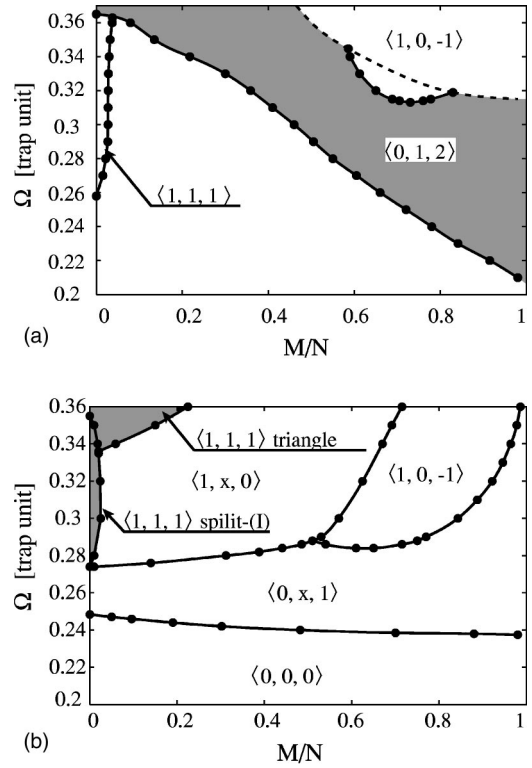 0.36
0.34
0.32
0.3
0.28
0.26
0.24
0.22
0.2
Ω [trap unit]
⟨1, 0, -1⟩
⟨0, 1, 2⟩
⟨1, 1, 1⟩
0 0.2 0.4 0.6 0.8 1
M/N
(a)
0.36
0.34
0.32
0.3
0.28
0.26
0.24
0.22
0.2
Ω [trap unit]
⟨1, 1, 1⟩ triangle
⟨1, x, 0⟩
⟨1, 0, -1⟩
⟨1, 1, 1⟩ spilit-(I)
⟨0, x, 1⟩
⟨0, 0, 0⟩
0 0.2 0.4 0.6 0.8 1
M/N
(b)